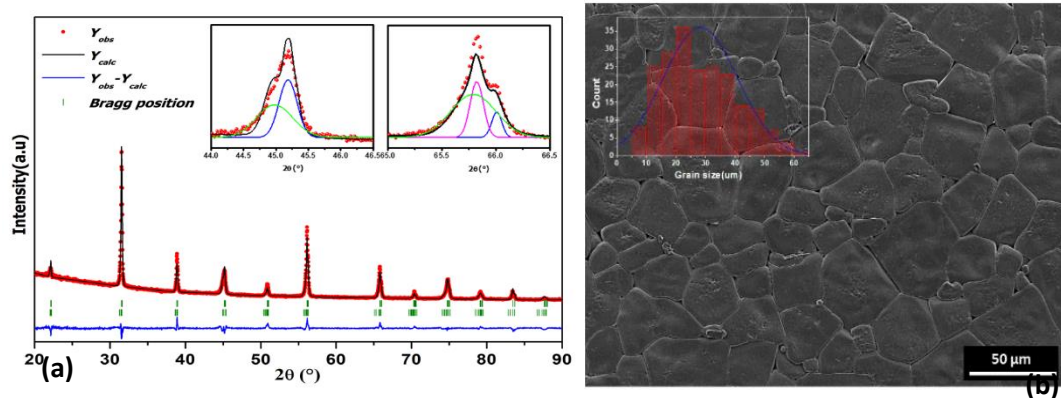 Y_obs
Y_calc
Y_obs-Y_calc
Bragg position
44.0 44.5 45.0 45.5 46.0 46.5
2θ (°)
65.0 65.5 66.0 66.5
2θ(°)
Intensity(a.u)
20 30 40 50 60 70 80 90
2θ (°)
(a)
35
30
25
20
15
10
5
0
Count
0 10 20 30 40 50 60
Grain size(um)
50 µm
(b)